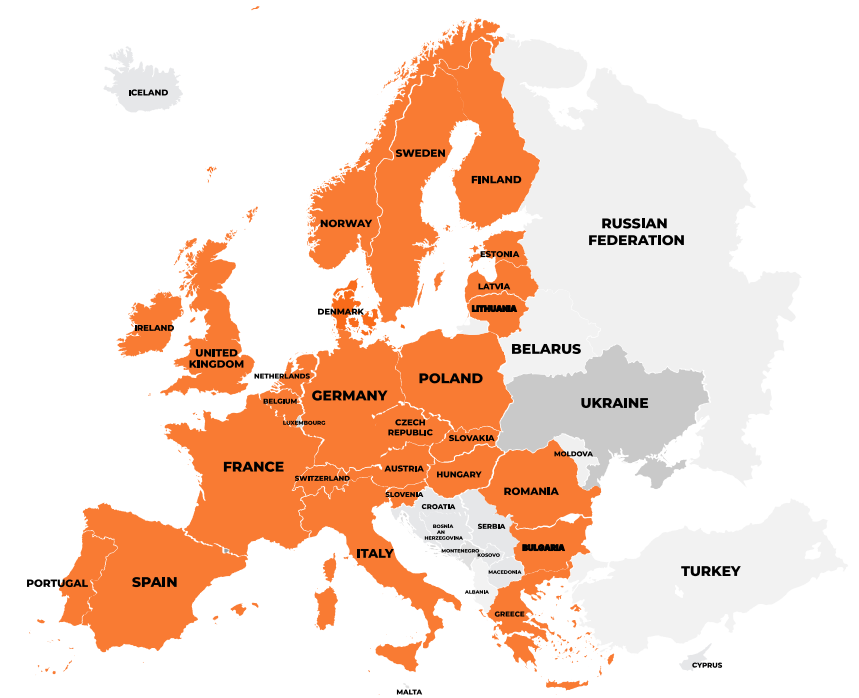 ICELAND
SWEDEN
FINLAND
NORWAY
RUSSIAN
FEDERATION
ESTONIA
LATVIA
LITHUANIA
DENMARK
IRELAND
UNITED
KINGDOM
BELARUS
NETHERLANDS
POLAND
GERMANY
BELGIUM
UKRAINE
LUXEMBOURG
CZECH
REPUBLIC
SLOVAKIA
MOLDOVA
FRANCE
AUSTRIA
SWITZERLAND
HUNGARY
ROMANIA
SLOVENIA
CROATIA
BOSNIA
AN
HERZEGOVINA
SERBIA
BULGARIA
MONTENEGRO
KOSOVO
ITALY
MACEDONIA
TURKEY
PORTUGAL
SPAIN
ALBANIA
GREECE
CYPRUS
MALTA